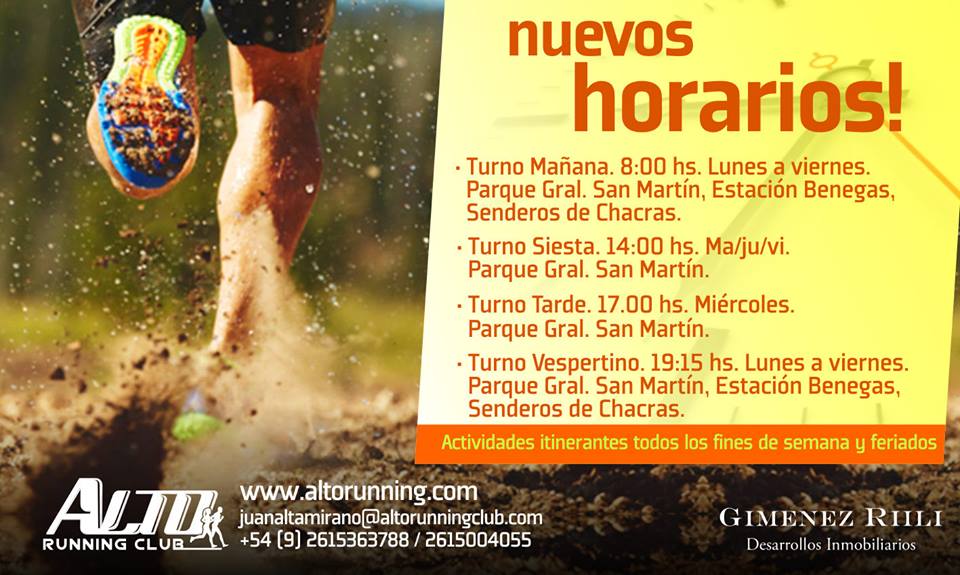 nuevos
horarios!
· Turno Mañana. 8:00 hs. Lunes a viernes.
Parque Gral. San Martín, Estación Benegas,
Senderos de Chacras.
· Turno Siesta. 14:00 hs. Ma/ju/vi.
Parque Gral. San Martín.
· Turno Tarde. 17.00 hs. Miércoles.
Parque Gral. San Martín.
· Turno Vespertino. 19:15 hs. Lunes a viernes.
Parque Gral. San Martín, Estación Benegas,
Senderos de Chacras.
Actividades itinerantes todos los fines de semana y feriados
ALTO
RUNNING CLUB
www.altorunning.com
juanaltamirano@altorunningclub.com
+54 (9) 2615363788 / 2615004055
GIMENEZ RIILI
Desarrollos Inmobiliarios